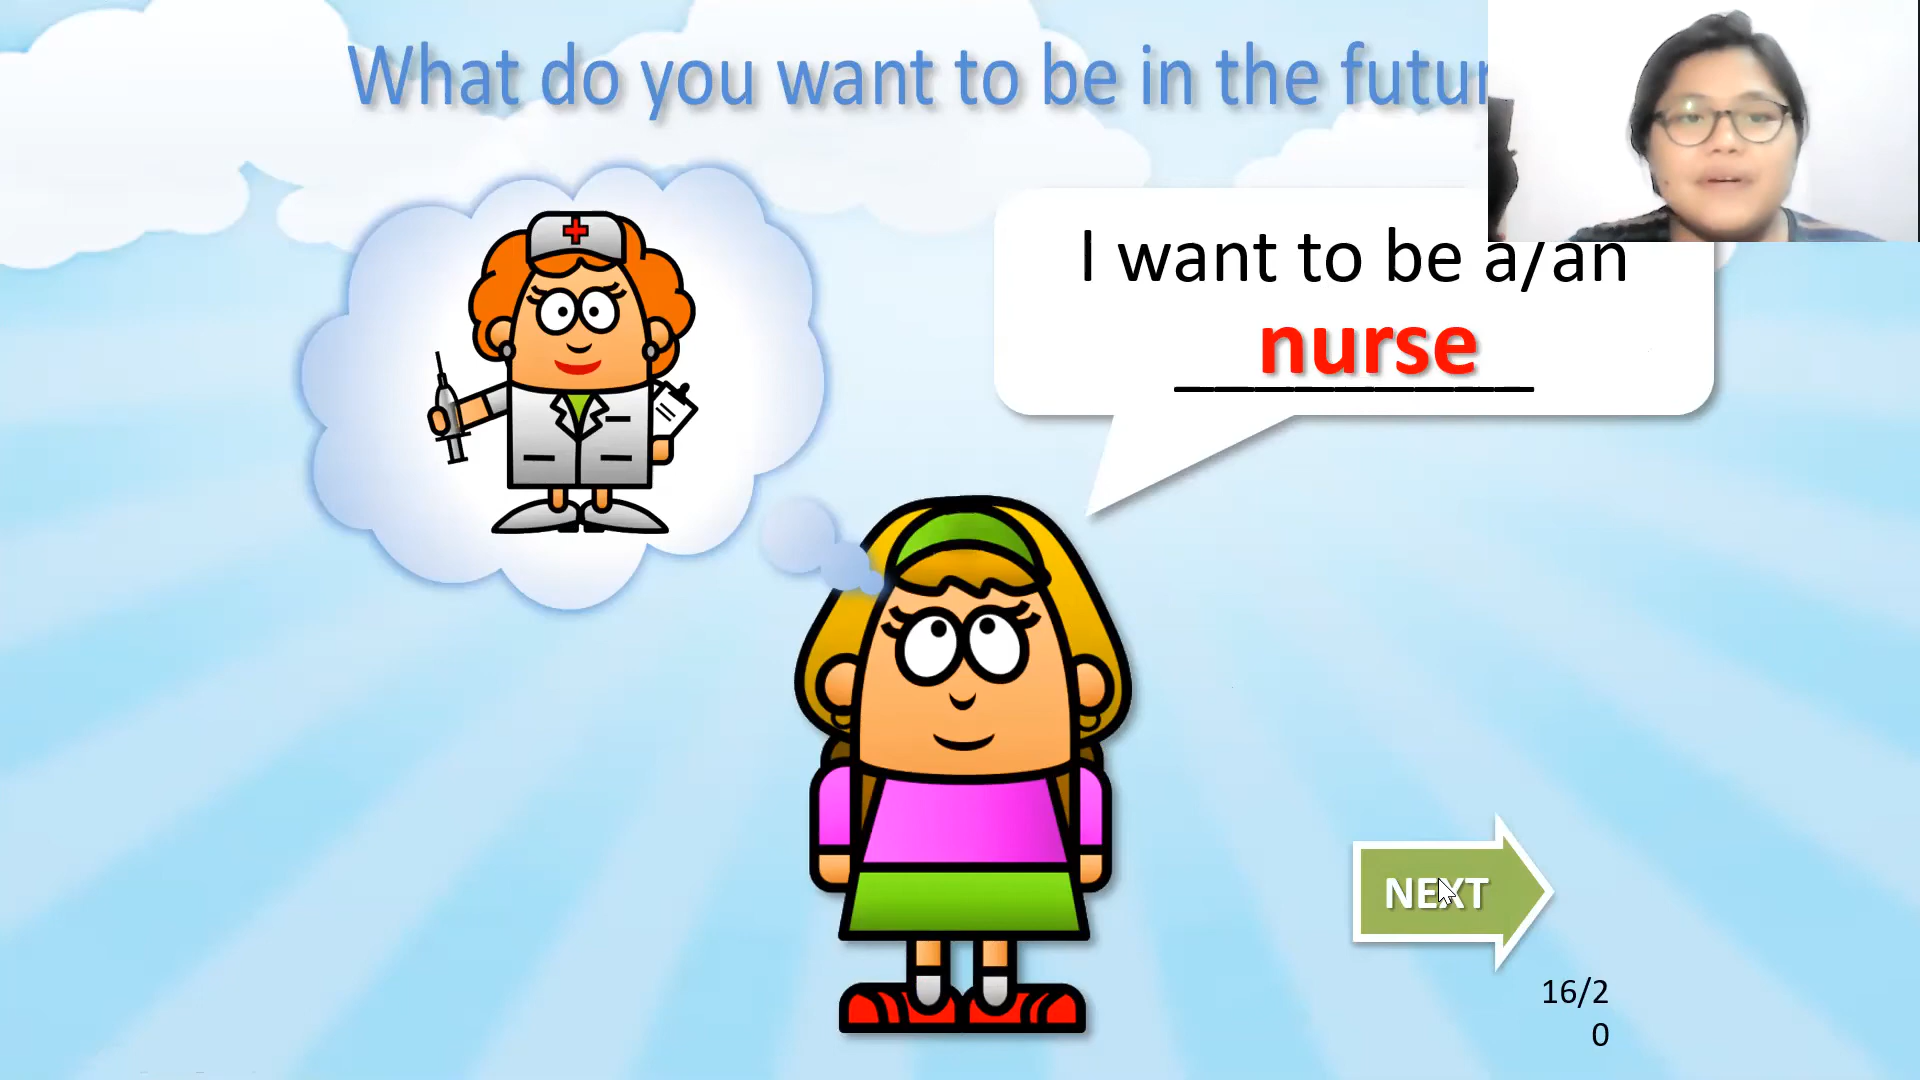 What do you want to be in the futur
I want to be a/an
nurse
NEXT
16/2
0